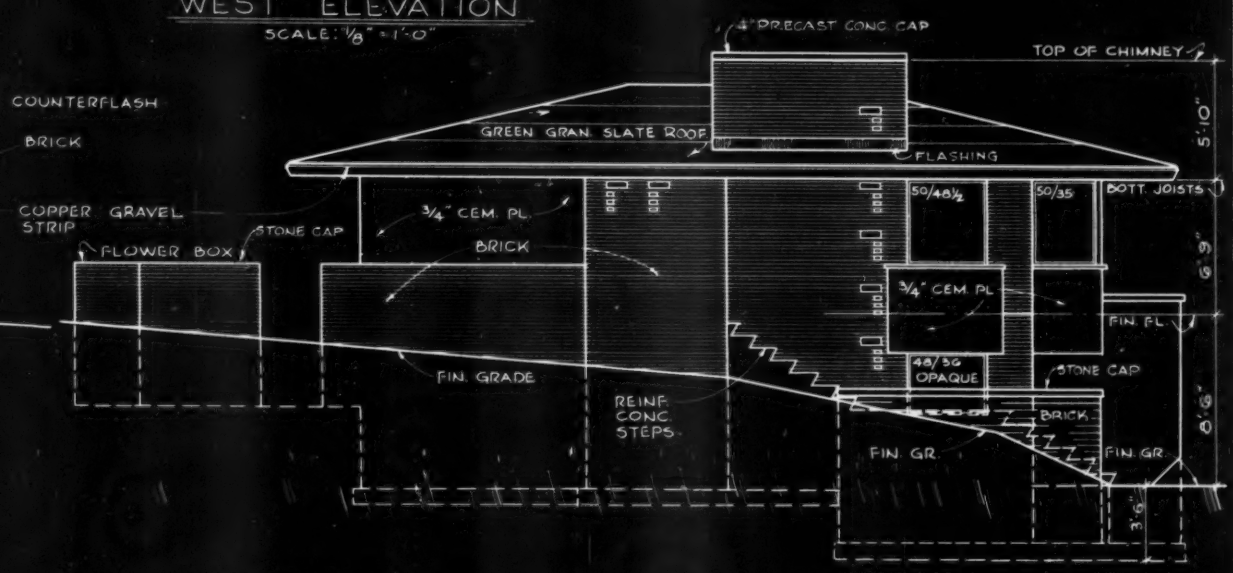 WEST ELEVATION
SCALE: 1/8" = 1'-0"
4" PRECAST CONC. CAP
TOP OF CHIMNEY
COUNTERFLASH
BRICK
GREEN GRAN. SLATE ROOF
FLASHING
5'10"
COPPER GRAVEL
STRIP
FLOWER BOX
STONE CAP
3/4" CEM. PL.
BRICK
50/48½
50/35
BOTT. JOISTS
6'9"
3/4" CEM. PL
FIN. FL.
FIN. GRADE
REINF.
CONC.
STEPS
48/36
OPAQUE
STONE CAP
BRICK
8'6"
FIN. GR.
FIN. GR.
3'6"